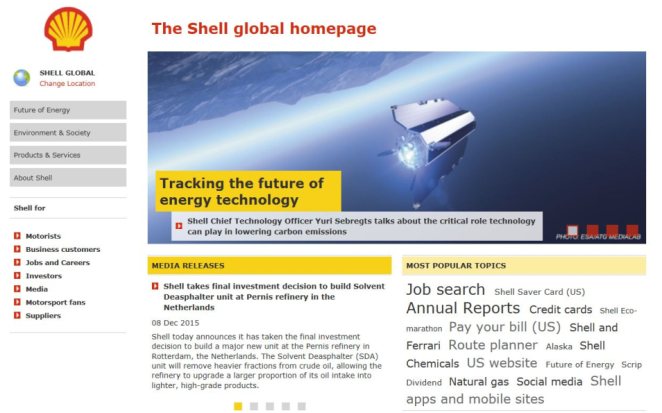 The Shell global homepage
SHELL GLOBAL
Change Location
Future of Energy
Environment & Society
Products & Services
About Shell
Shell for
Motorists
Business customers
Jobs and Careers
Investors
Media
Motorsport fans
Suppliers
Tracking the future of
energy technology
Shell Chief Technology Officer Yuri Sebregts talks about the critical role technology
can play in lowering carbon emissions
PHOTO: ESA/ATG MEDIALAB
MEDIA RELEASES
Shell takes final investment decision to build Solvent
Deasphalter unit at Pernis refinery in the
Netherlands
08 Dec 2015
Shell today announces it has taken the final investment
decision to build a major new unit at the Pernis refinery in
Rotterdam, the Netherlands. The Solvent Deasphalter (SDA)
unit will remove heavier fractions from crude oil, allowing the
refinery to upgrade a larger proportion of its oil intake into
lighter, high-grade products.
MOST POPULAR TOPICS
Job search Shell Saver Card (US)
Annual Reports Credit cards Shell Eco-
marathon Pay your bill (US) Shell and
Ferrari Route planner Alaska Shell
Chemicals US website Future of Energy Scrip
Dividend Natural gas Social media Shell
apps and mobile sites